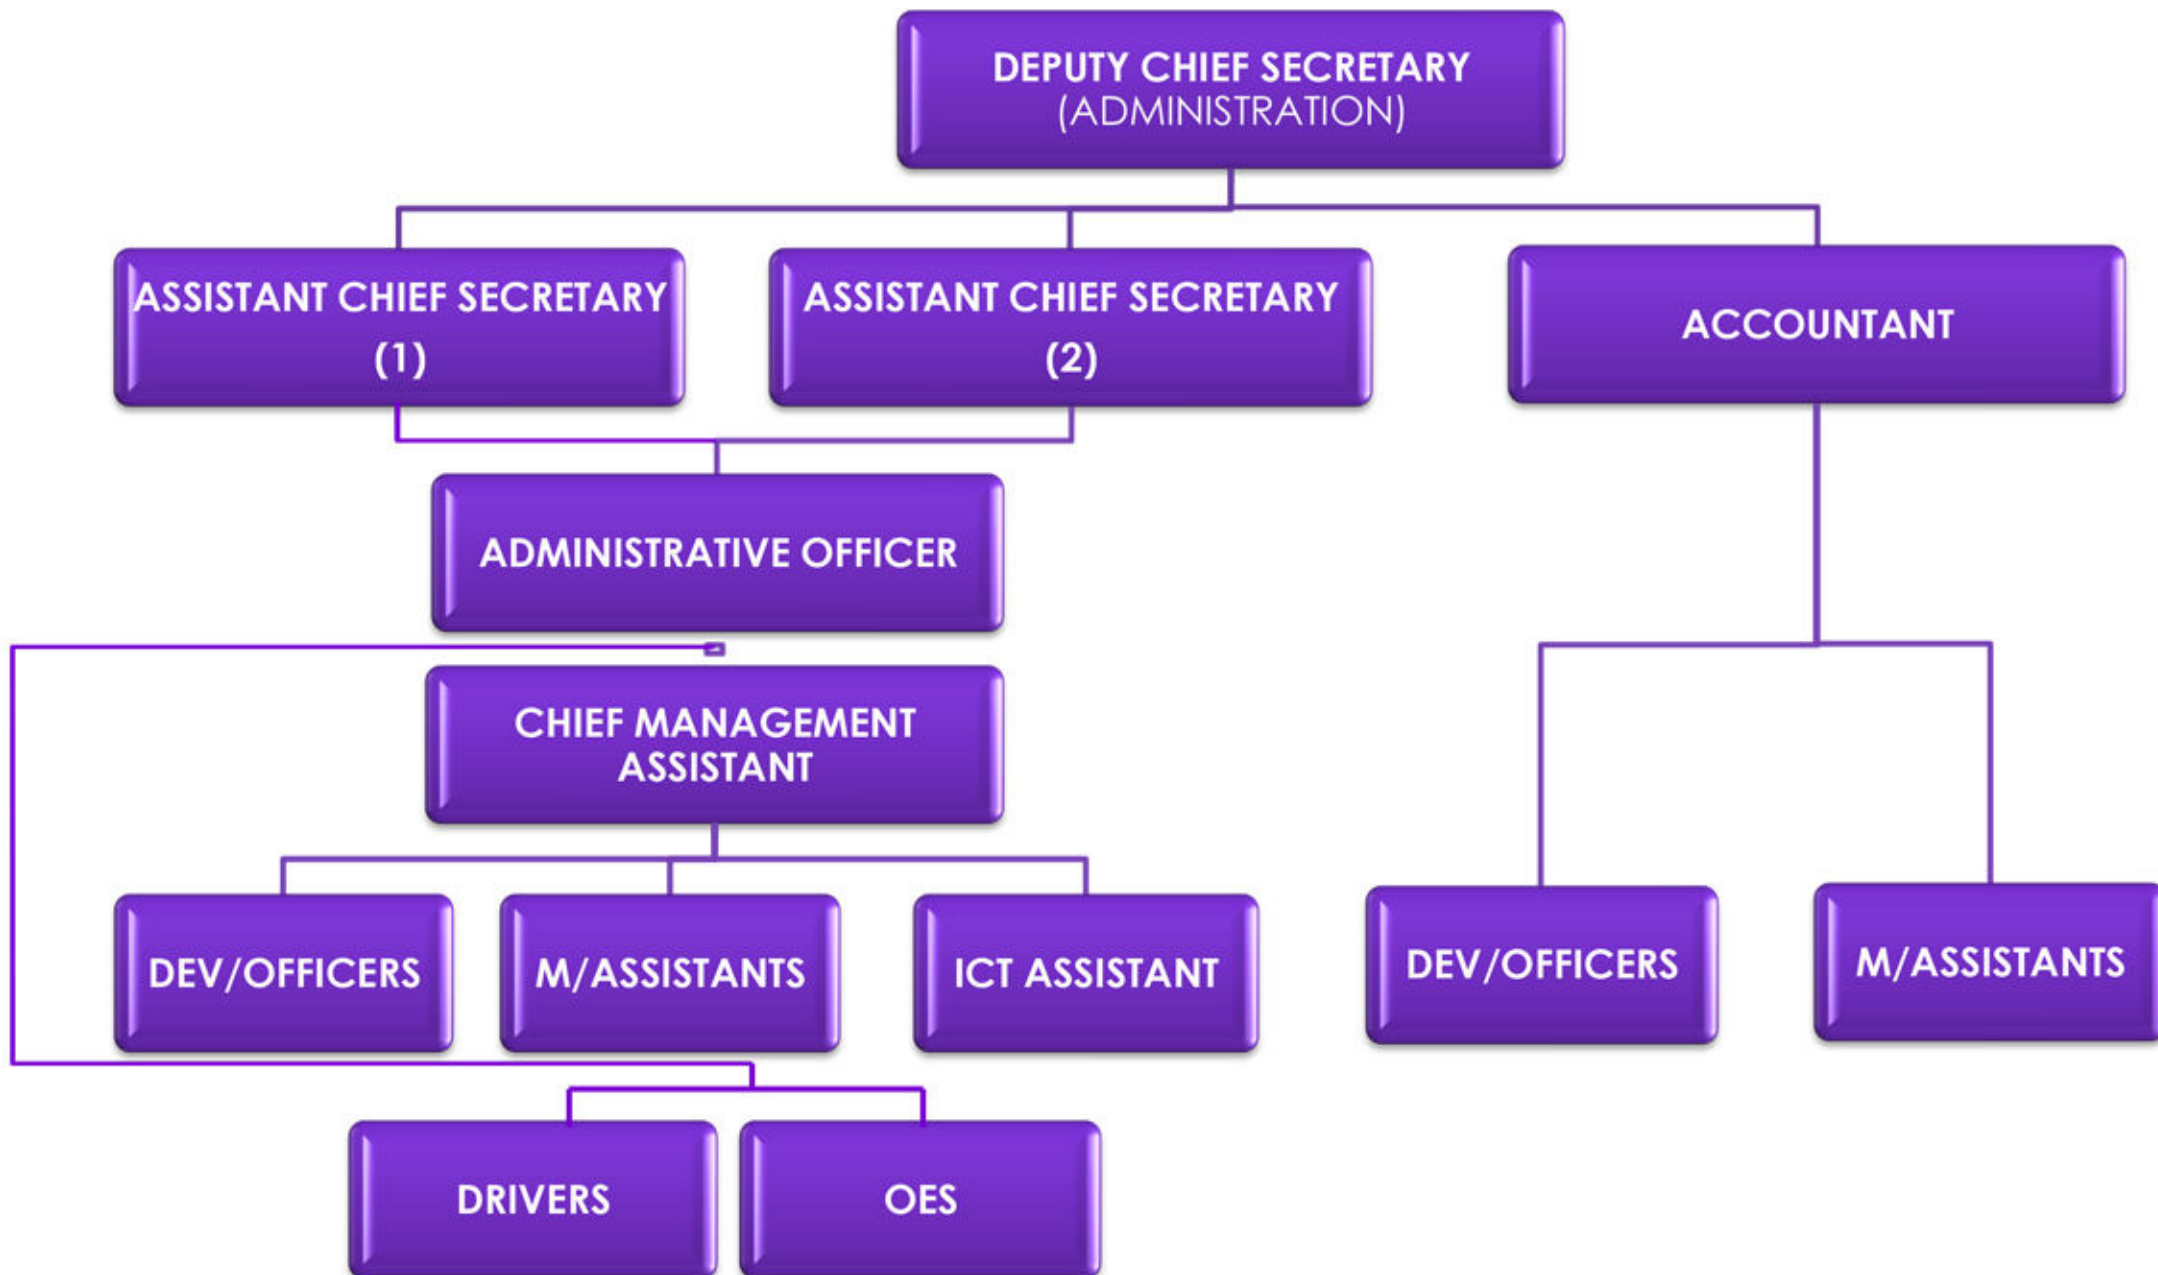 DEPUTY CHIEF SECRETARY
(ADMINISTRATION)
ASSISTANT CHIEF SECRETARY
(1)
ASSISTANT CHIEF SECRETARY
(2)
ACCOUNTANT
ADMINISTRATIVE OFFICER
CHIEF MANAGEMENT
ASSISTANT
DEV/OFFICERS
M/ASSISTANTS
ICT ASSISTANT
DEV/OFFICERS
M/ASSISTANTS
DRIVERS
OES